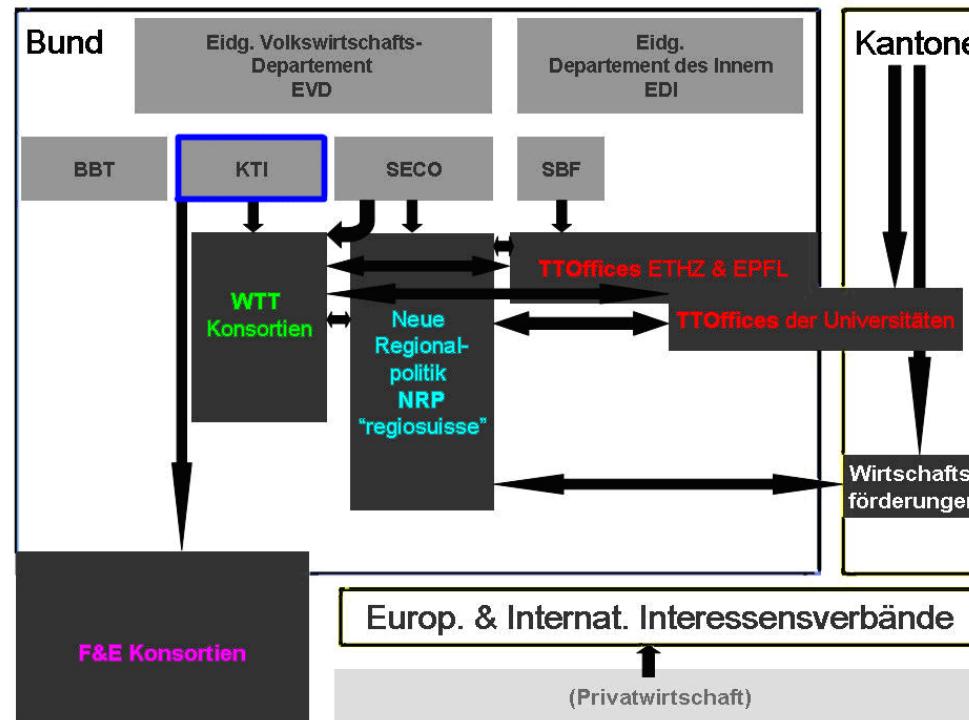 Bund
Eidg. Volkswirtschafts-
Departement
EVD
Eidg.
Departement des Innern
EDI
Kantone
BBT
KTI
SECO
SBF
TTOffices ETHZ & EPFL
WTT
Konsortien
TTOffices der Universitäten
Neue
Regional-
politik
NRP
“regiosuisse”
Wirtschafts
förderungen
F&E Konsortien
Europ. & Internat. Interessensverbände
(Privatwirtschaft)